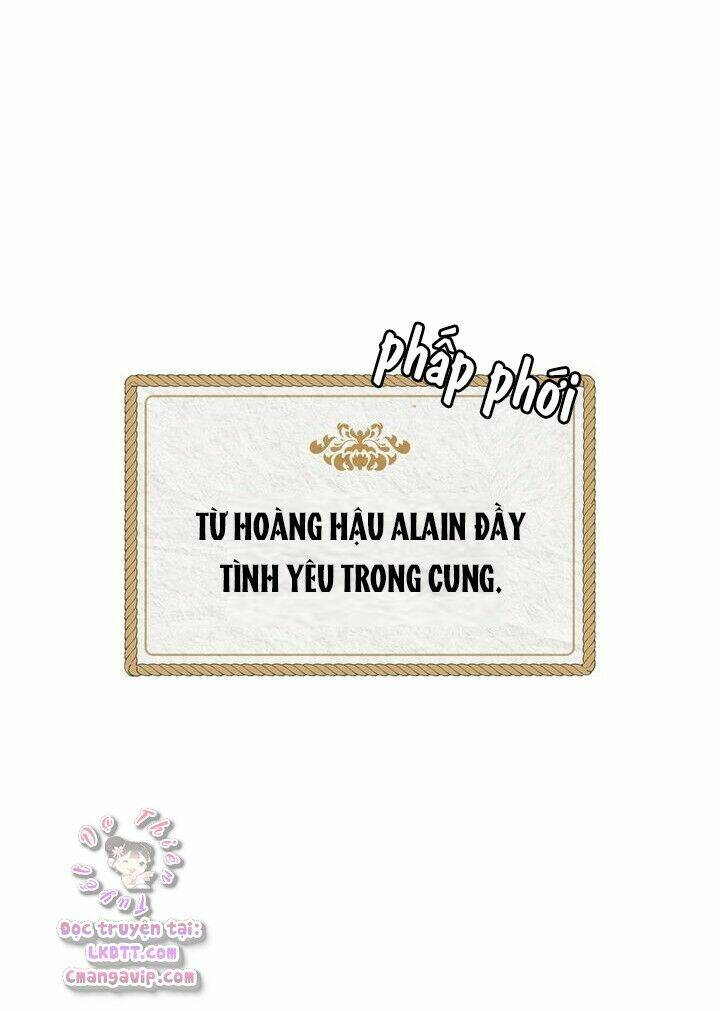 phấp phới
TỪ HOÀNG HẬU ALAIN ĐẦY
TÌNH YÊU TRONG CUNG.
Tuyết Dạ Thiên
Đọc truyện tại:
LKDTT.com
Cmangavip.com